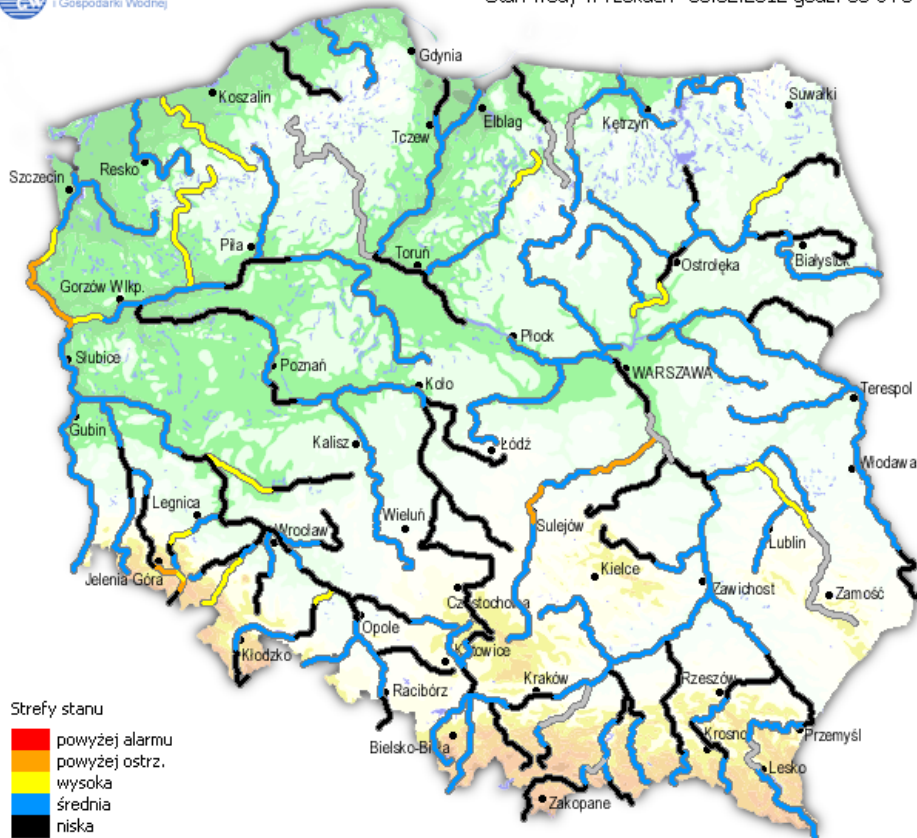 i Gospodarki Wodnej
Gdynia
Koszalin
Elbląg
Tczew
Kętrzyn
Suwałki
Resko
Szczecin
Piła
Toruń
Ostrołęka
Białystok
Gorzów Wlkp.
Płock
Słubice
Poznań
WARSZAWA
Koło
Terespol
Gubin
Kalisz
Łódź
Włodawa
Legnica
Wrocław
Wieluń
Sulejów
Lublin
Jelenia Góra
Kielce
Zawichost
Zamość
Częstochowa
Opole
Kłodzko
Katowice
Racibórz
Kraków
Rzeszów
Bielsko-Biała
Krosno
Przemyśl
Lesko
Zakopane
Strefy stanu
powyżej alarmu
powyżej ostrz.
wysoka
średnia
niska